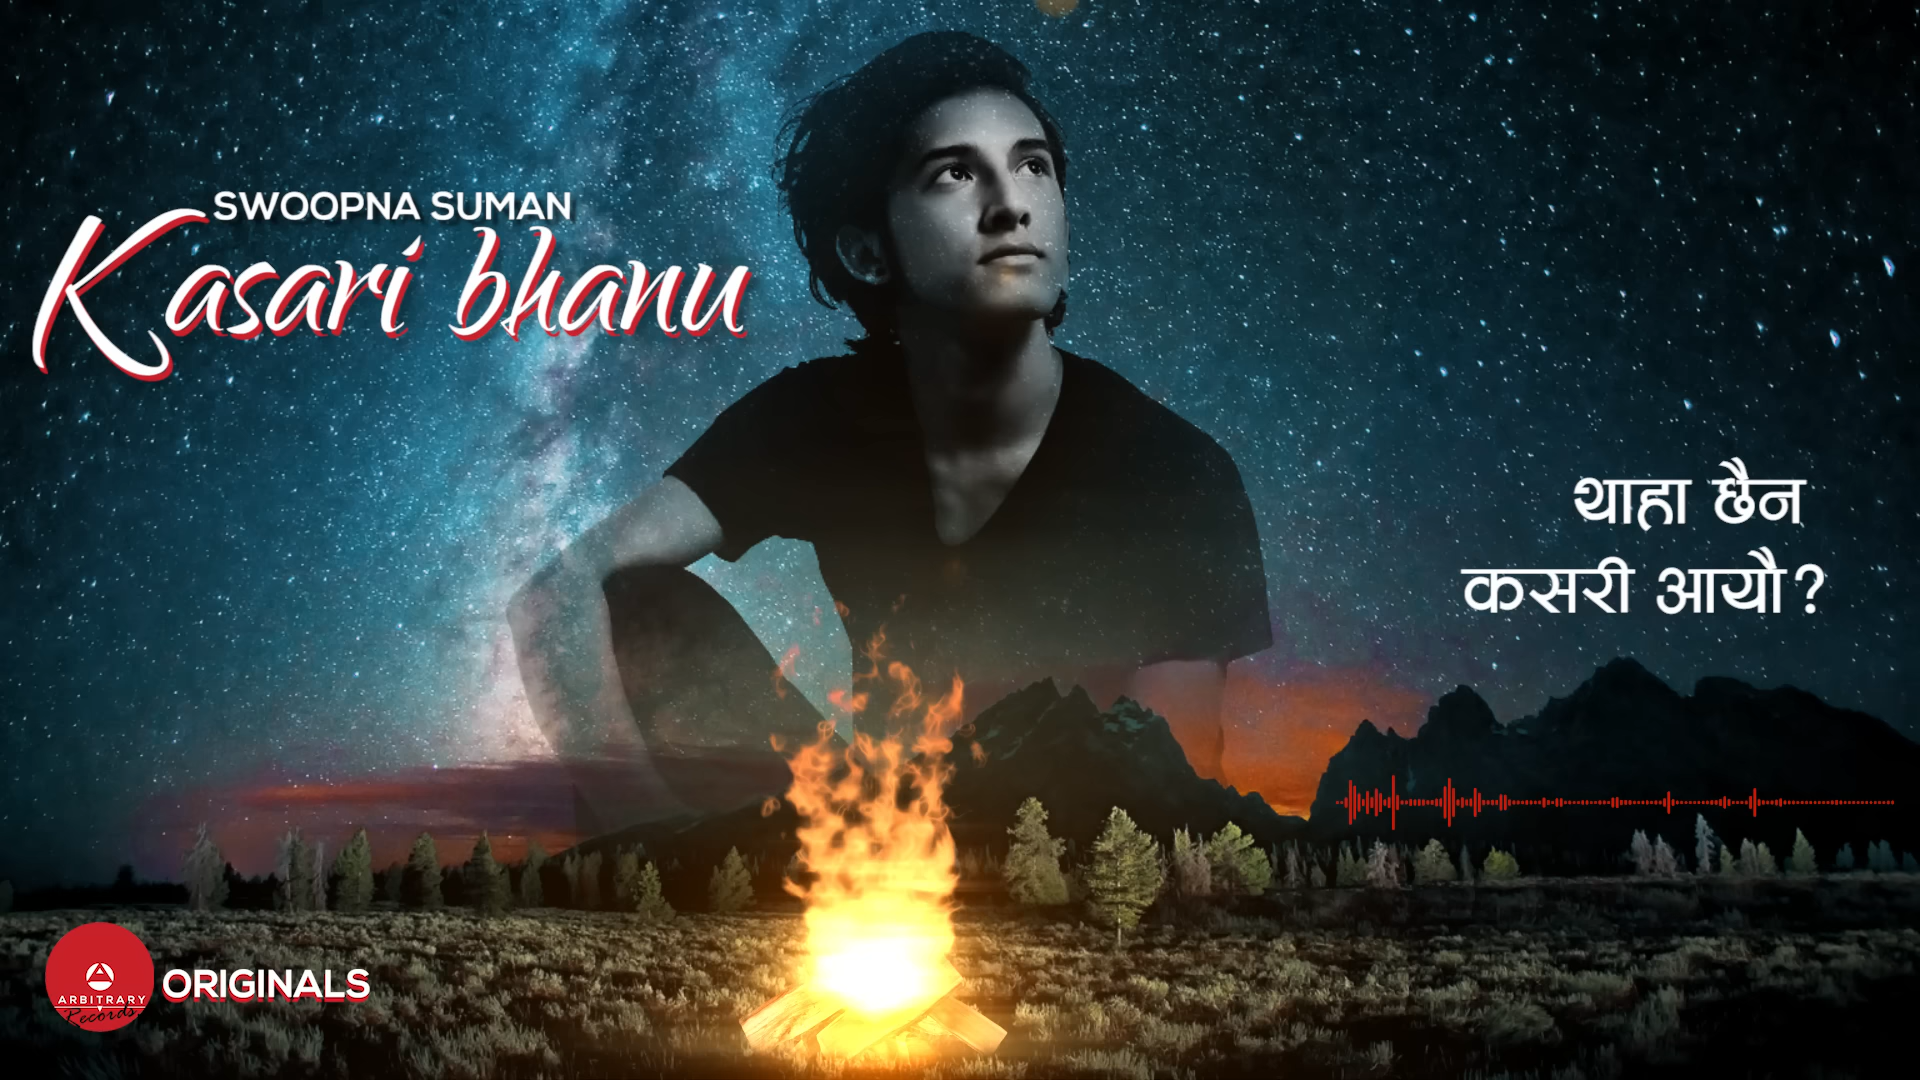 SWOOPNA SUMAN
Kasari bhanu
थाहा छैन
कसरी आयौ?
ARBITRARY
Records
ORIGINALS